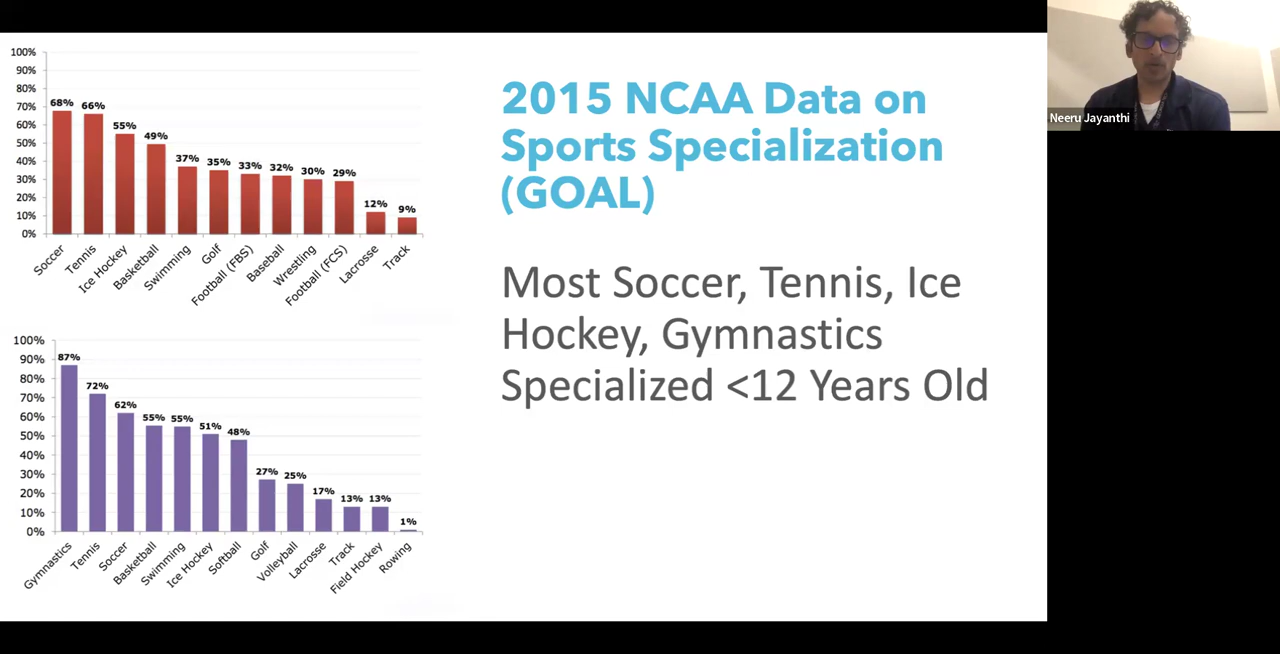 100%
90%
80%
70%
60%
50%
40%
30%
20%
10%
0%
68%
66%
55%
49%
37%
35%
33%
32%
30%
29%
12%
9%
Soccer
Tennis
Ice Hockey
Basketball
Swimming
Golf
Football (FBS)
Baseball
Wrestling
Football (FCS)
Lacrosse
Track
100%
90%
80%
70%
60%
50%
40%
30%
20%
10%
0%
87%
72%
62%
55%
55%
51%
48%
27%
25%
17%
13%
13%
1%
Gymnastics
Tennis
Soccer
Basketball
Swimming
Ice Hockey
Softball
Golf
Volleyball
Lacrosse
Track
Field Hockey
Rowing
2015 NCAA Data on
Sports Specialization
(GOAL)
Most Soccer, Tennis, Ice
Hockey, Gymnastics
Specialized <12 Years Old
Neeru Jayanthi